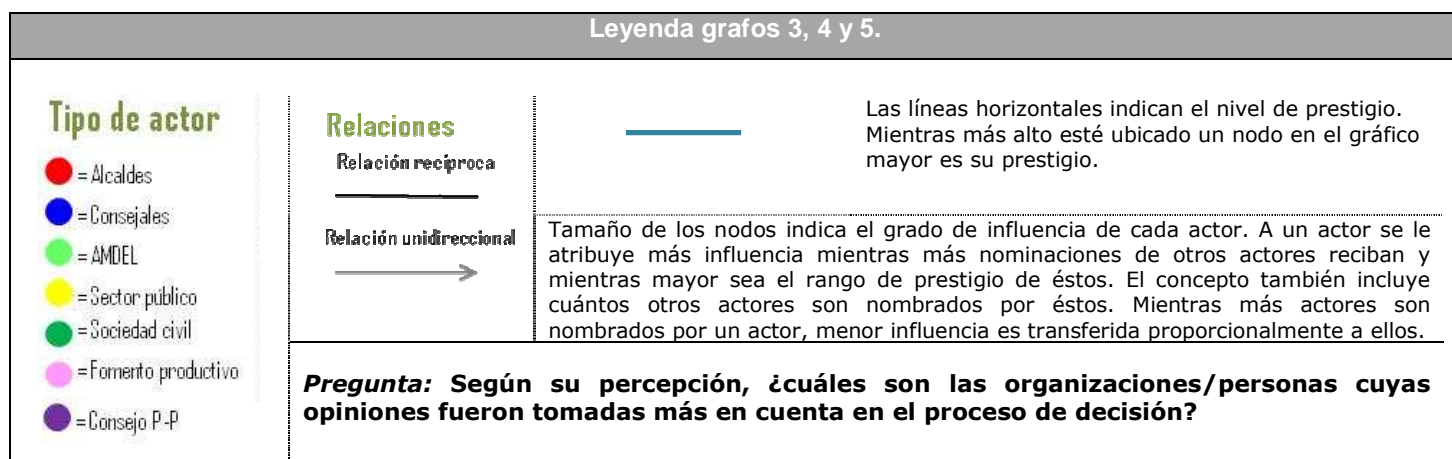 Leyenda grafos 3, 4 y 5.
Tipo de actor
= Alcaldes
= Consejales
= AMDEL
= Sector público
= Sociedad civil
= Fomento productivo
= Consejo P-P
Relaciones
Relación recíproca
Relación unidireccional
Las líneas horizontales indican el nivel de prestigio.
Mientras más alto esté ubicado un nodo en el gráfico
mayor es su prestigio.
Tamaño de los nodos indica el grado de influencia de cada actor. A un actor se le
atribuye más influencia mientras más nominaciones de otros actores reciban y
mientras mayor sea el rango de prestigio de éstos. El concepto también incluye
cuántos otros actores son nombrados por éstos. Mientras más actores son
nombrados por un actor, menor influencia es transferida proporcionalmente a ellos.
Pregunta: Según su percepción, ¿cuáles son las organizaciones/personas cuyas
opiniones fueron tomadas más en cuenta en el proceso de decisión?